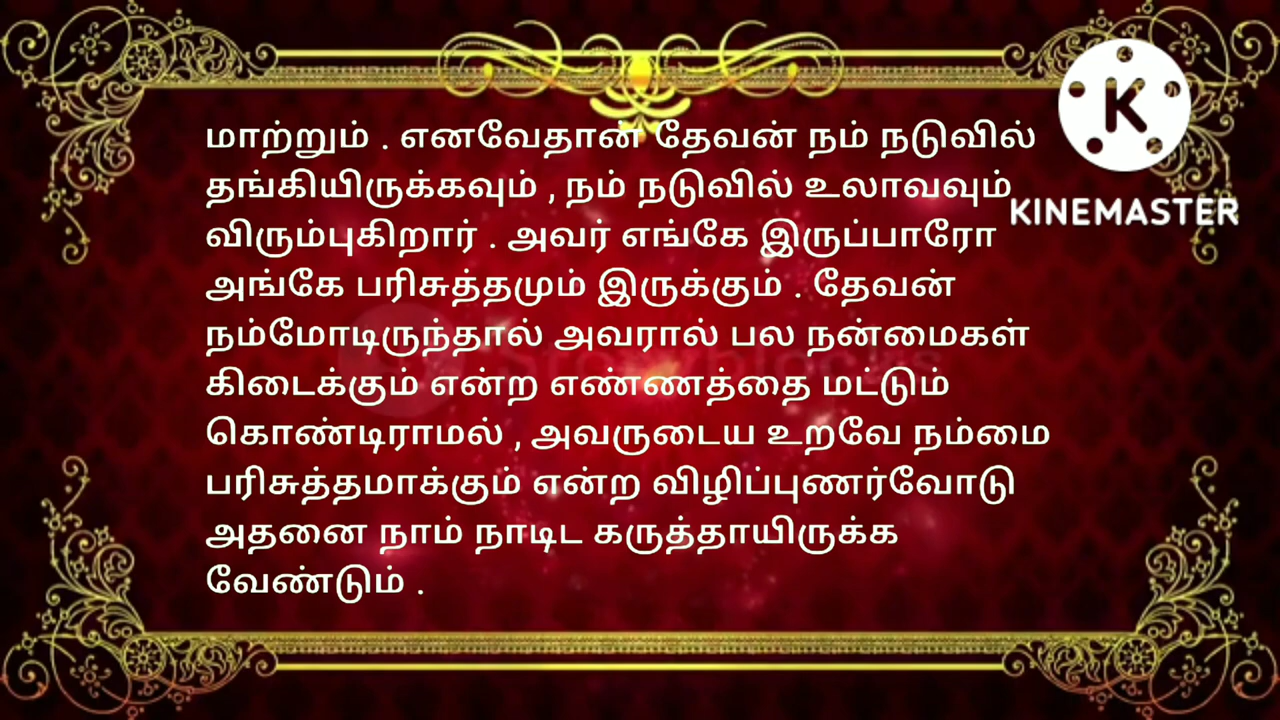 மாற்றும் . எனவேதான் தேவன் நம் நடுவில்
தங்கியிருக்கவும் , நம் நடுவில் உலாவவும்
விரும்புகிறார் . அவர் எங்கே இருப்பாரோ
அங்கே பரிசுத்தமும் இருக்கும் . தேவன்
நம்மோடிருந்தால் அவரால் பல நன்மைகள்
கிடைக்கும் என்ற எண்ணத்தை மட்டும்
கொண்டிராமல் , அவருடைய உறவே நம்மை
பரிசுத்தமாக்கும் என்ற விழிப்புணர்வோடு
அதனை நாம் நாடிட கருத்தாயிருக்க
வேண்டும் .
K
KINEMASTER